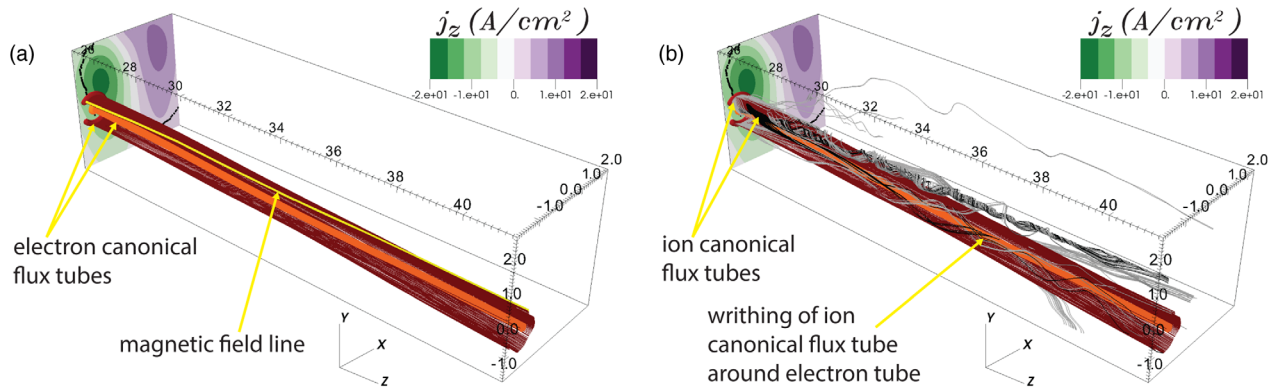 (a)
j_z (A/cm²)
-2.e+01 -1.e+01 0. 1.e+01 2.e+01
26
28
30
32
34
36
38
40
2.0
1.0
0.0
-1.0
2.0
1.0
0.0
-1.0
electron canonical
flux tubes
magnetic field line
Y
X
Z
(b)
j_z (A/cm²)
-2.e+01 -1.e+01 0. 1.e+01 2.e+01
26
28
30
32
34
36
38
40
2.0
1.0
0.0
-1.0
2.0
1.0
0.0
-1.0
ion canonical
flux tubes
writhing of ion
canonical flux tube
around electron tube
Y
X
Z